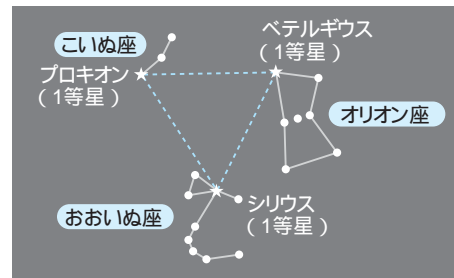 こいぬ座
プロキオン
(1等星)
ベテルギウス
(1等星)
オリオン座
おおいぬ座
シリウス
(1等星)